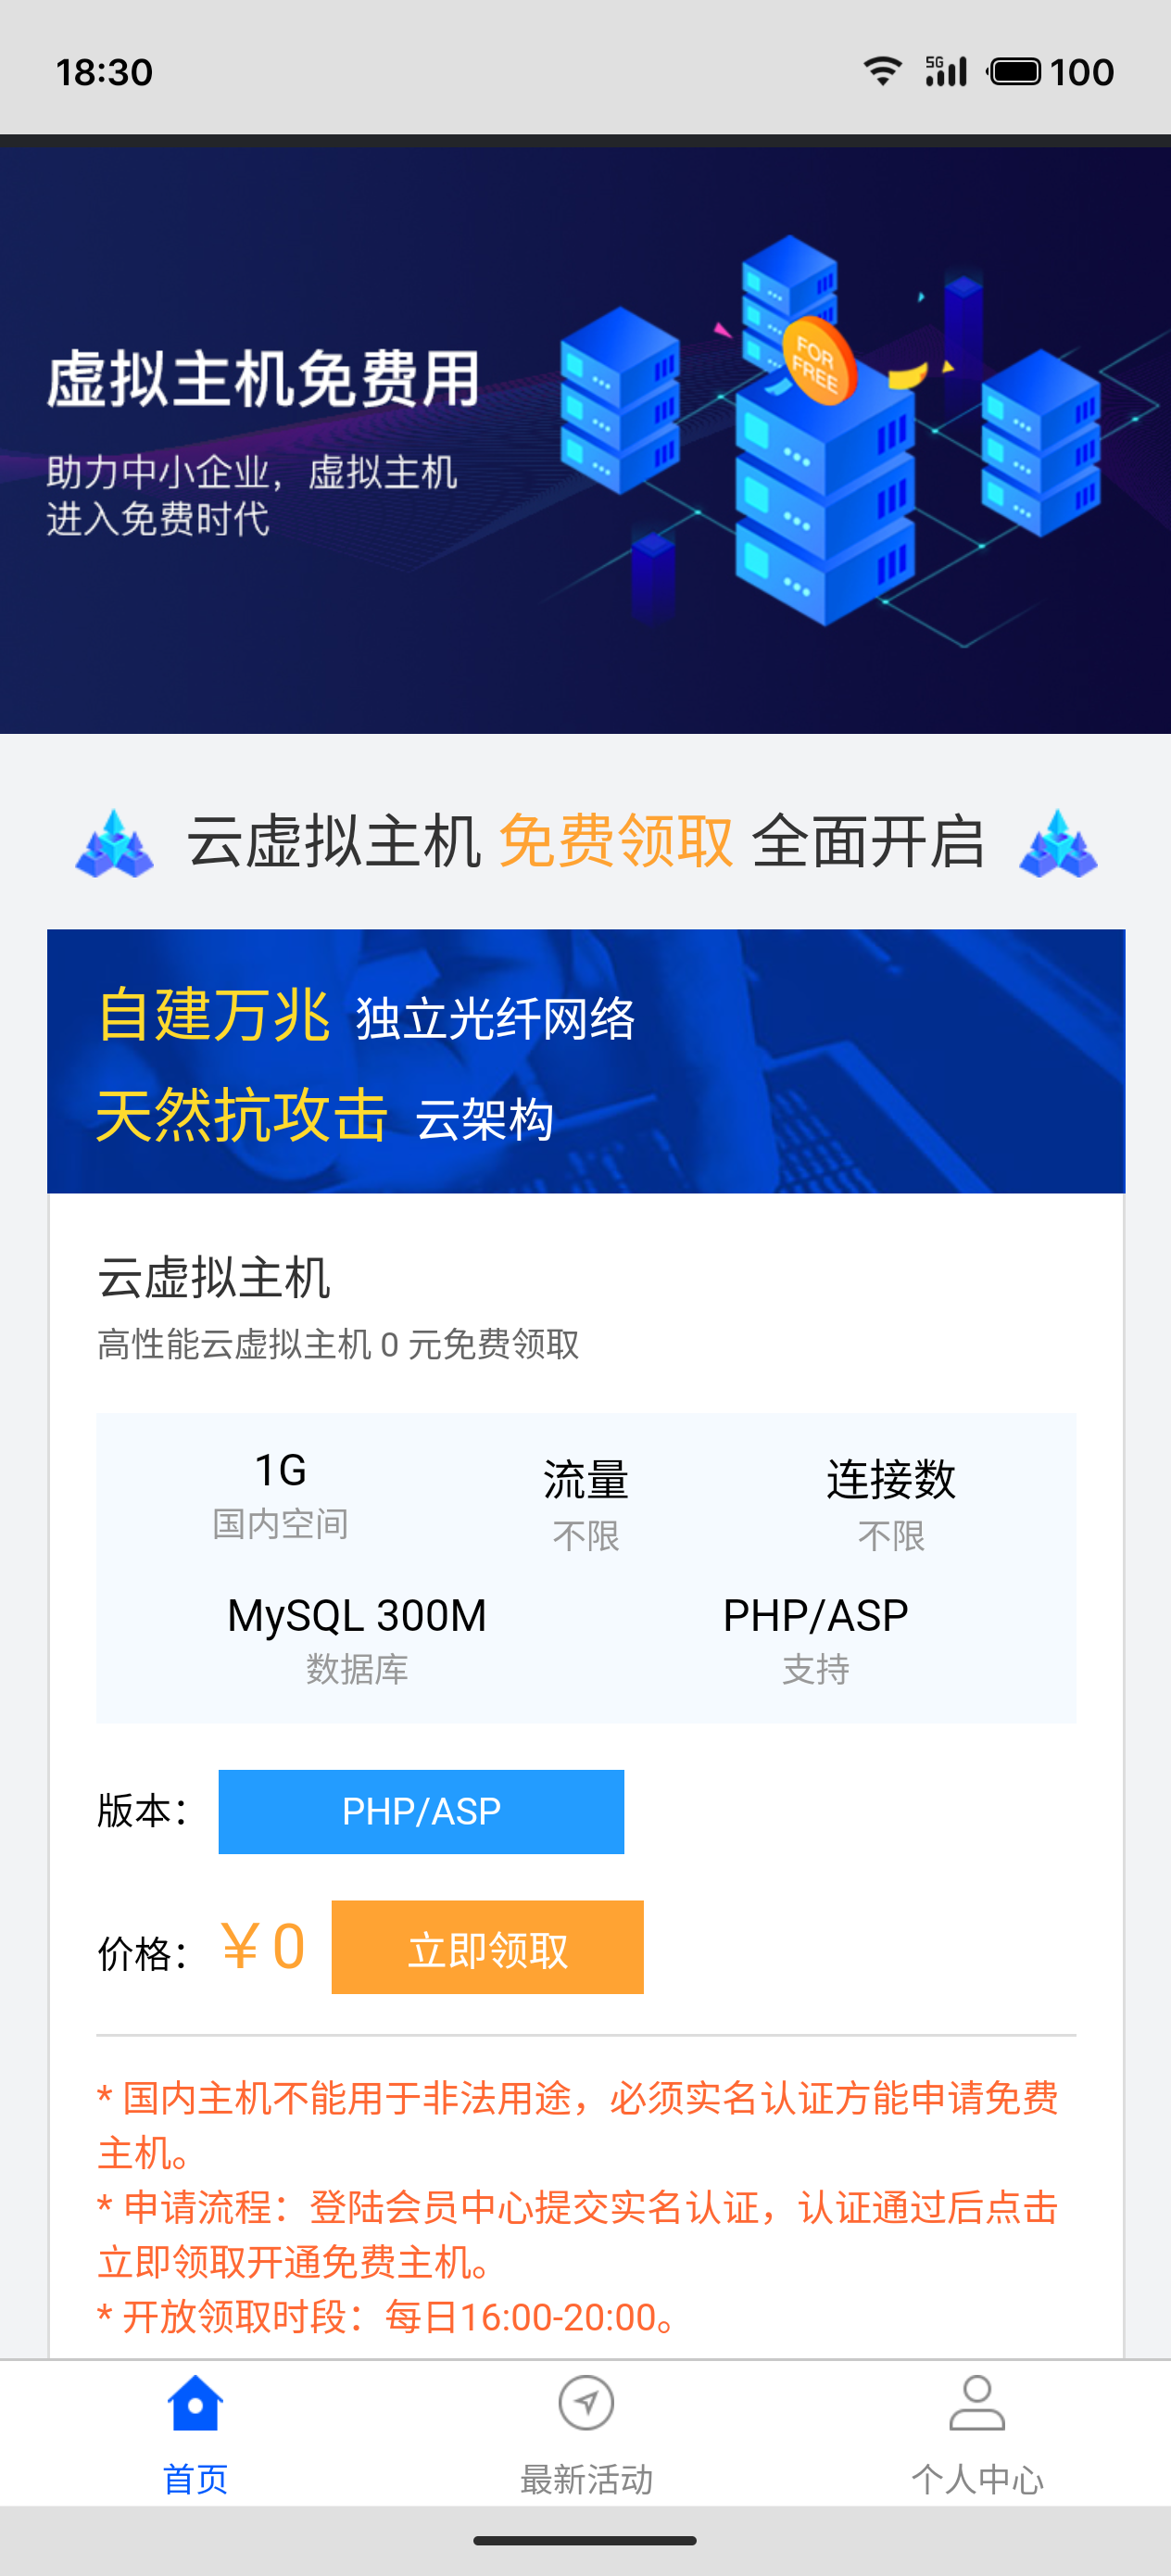 18:30
5G
100
虚拟主机免费用
助力中小企业，虚拟主机
进入免费时代
FOR
FREE
云虚拟主机 免费领取 全面开启
自建万兆 独立光纤网络
天然抗攻击 云架构
云虚拟主机
高性能云虚拟主机 0 元免费领取
1G 流量 连接数
国内空间 不限 不限
MySQL 300M PHP/ASP
数据库 支持
版本： PHP/ASP
价格： ￥0 立即领取
* 国内主机不能用于非法用途，必须实名认证方能申请免费
主机。
* 申请流程：登陆会员中心提交实名认证，认证通过后点击
立即领取开通免费主机。
* 开放领取时段：每日16:00-20:00。
首页 最新活动 个人中心